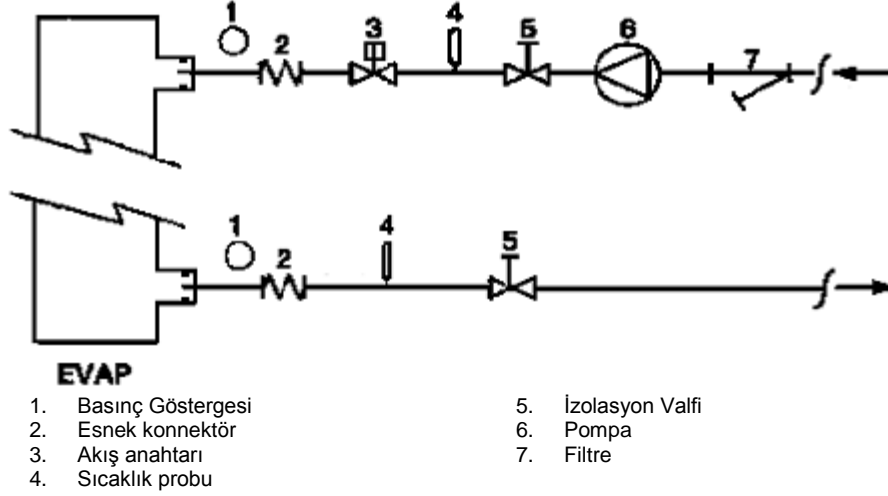 1 2 3 4 5 6 7
1 2 4 5
EVAP
1. Basınç Göstergesi
2. Esnek konnektör
3. Akış anahtarı
4. Sıcaklık probu
5. İzolasyon Valfi
6. Pompa
7. Filtre